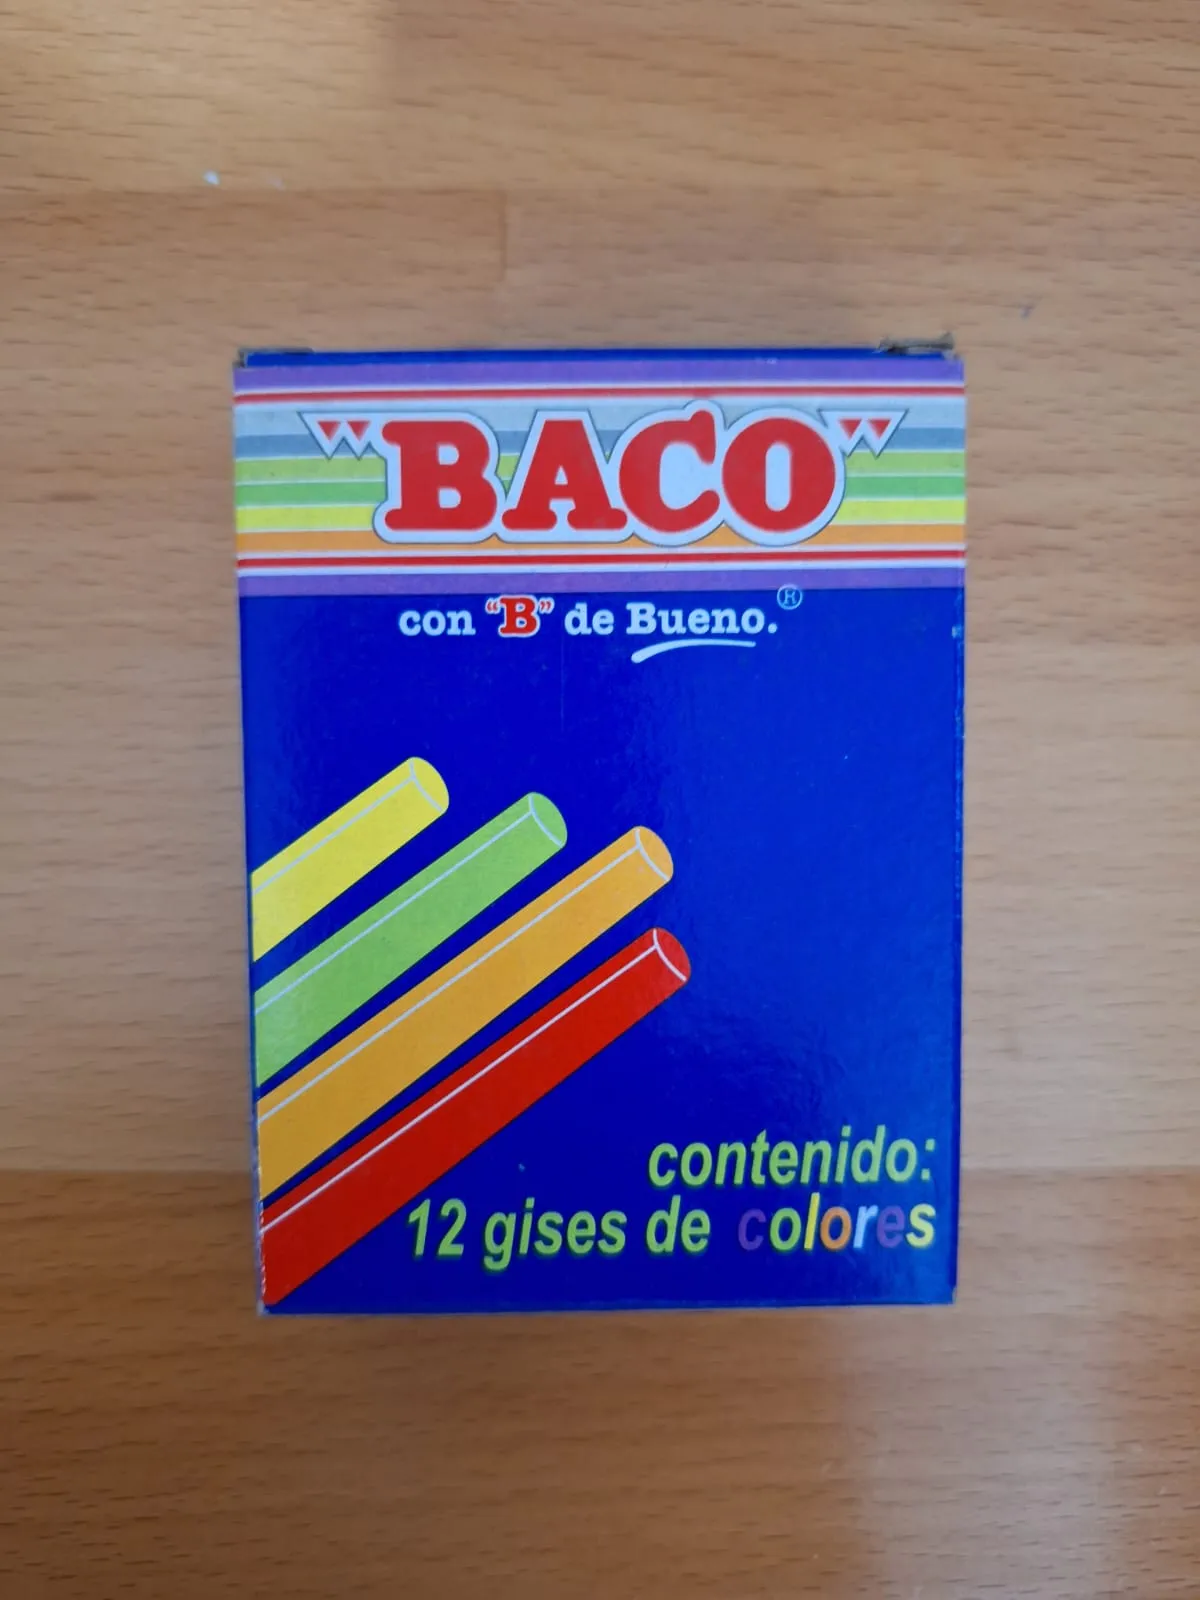 "BACO"
con "B" de Bueno.®
contenido:
12 gises de colores